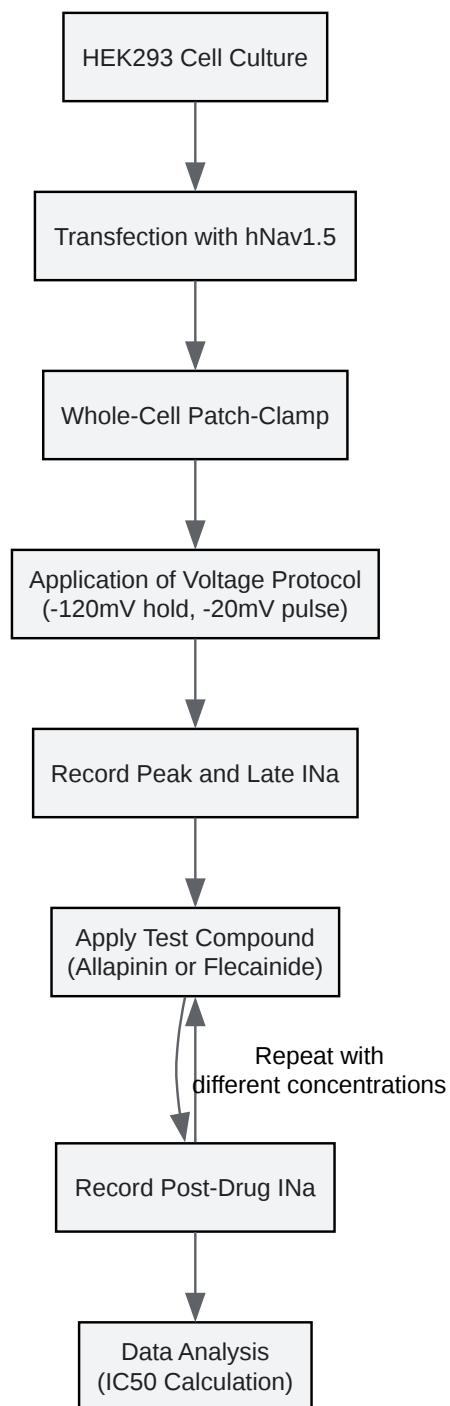 HEK293 Cell Culture
Transfection with hNav1.5
Whole-Cell Patch-Clamp
Application of Voltage Protocol
(-120mV hold, -20mV pulse)
Record Peak and Late INa
Apply Test Compound
(Allapinin or Flecainide)
Repeat with
different concentrations
Record Post-Drug INa
Data Analysis
(IC50 Calculation)